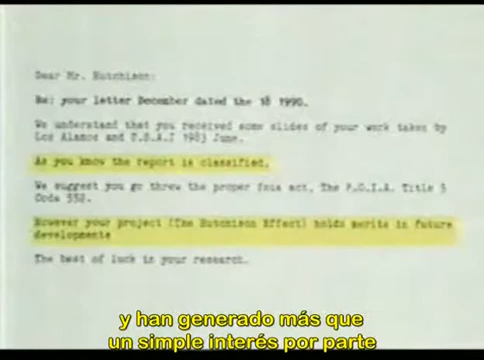 Dear Mr. Hutchison:
Re: your letter December dated the 18 1990.
We understand that you received some slides of your work taken by
Los Alamos and D.O.A.I 1983 June.
As you know the report is classified.
We suggest you go threw the proper foia act. The F.O.I.A. Title 5
Code 552.
However your project (The Hutchison Effect) holds merits in future
developments
The best of luck in your research.
y han generado más que
un simple interés por parte